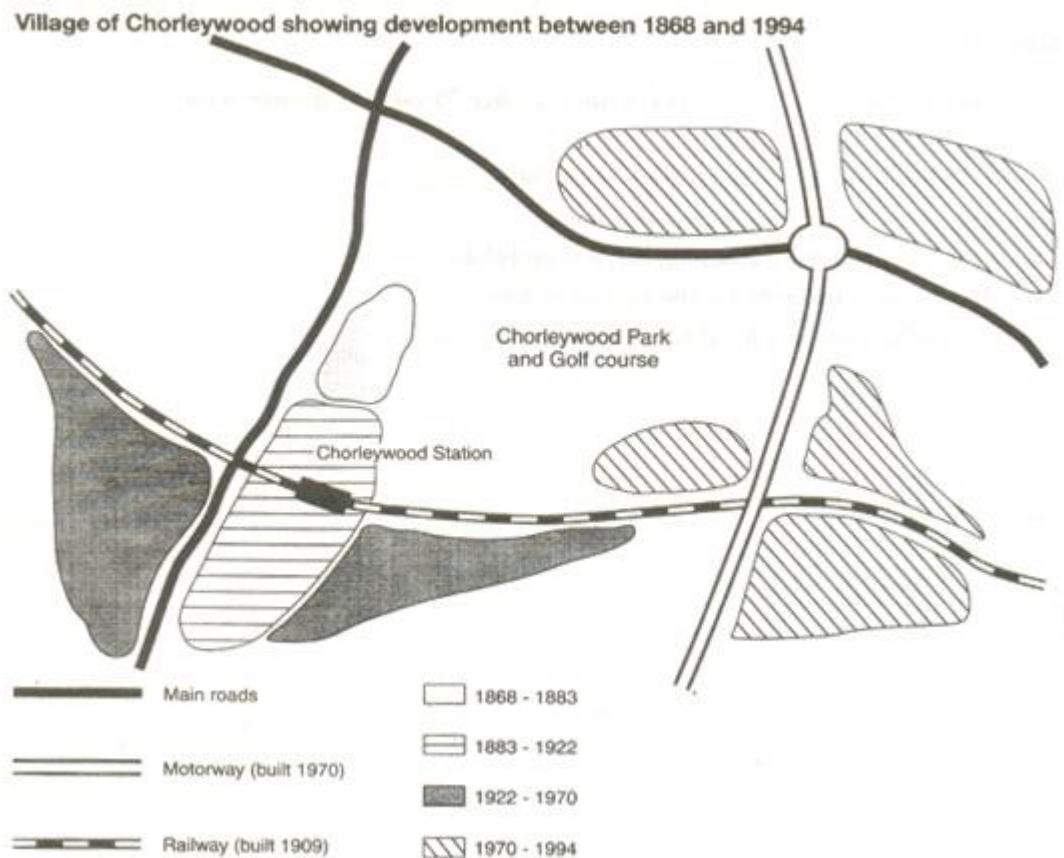 Village of Chorleywood showing development between 1868 and 1994
Chorleywood Park
and Golf course
Chorleywood Station
Main roads
Motorway (built 1970)
Railway (built 1909)
1868 - 1883
1883 - 1922
1922 - 1970
1970 - 1994